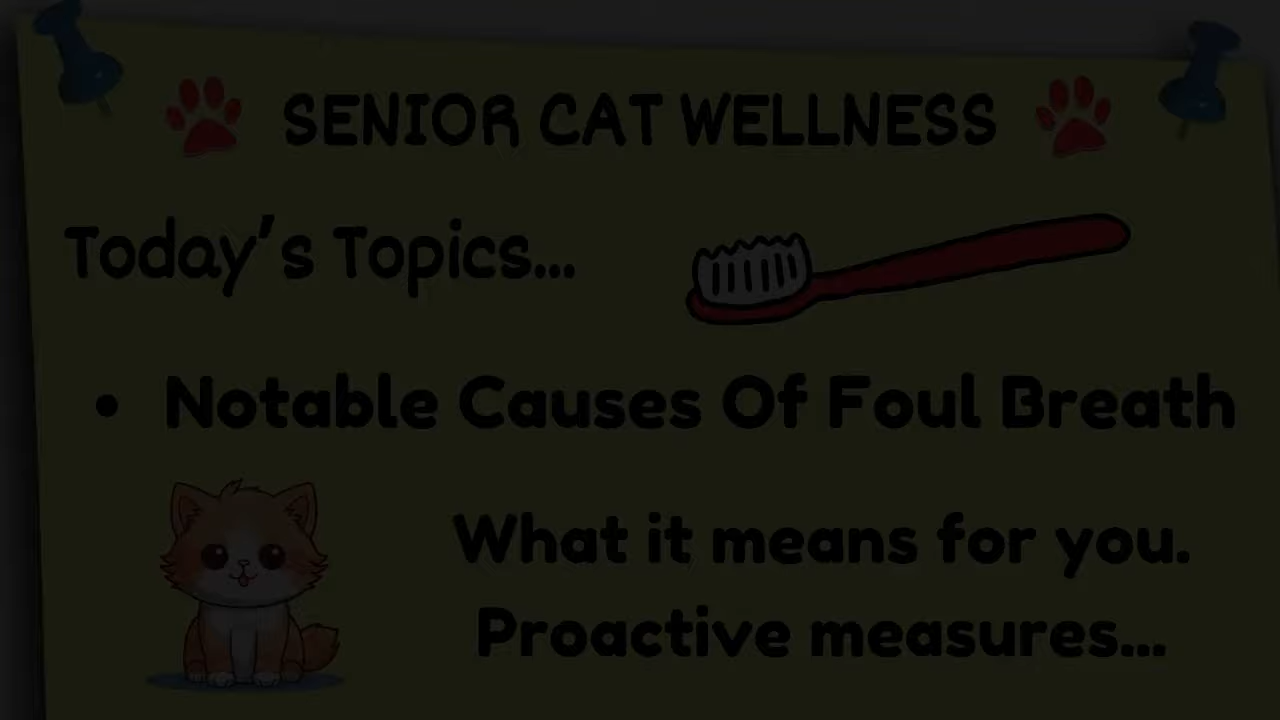 SENIOR CAT WELLNESS
Today's Topics...
• Notable Causes Of Foul Breath
What it means for you.
Proactive measures...